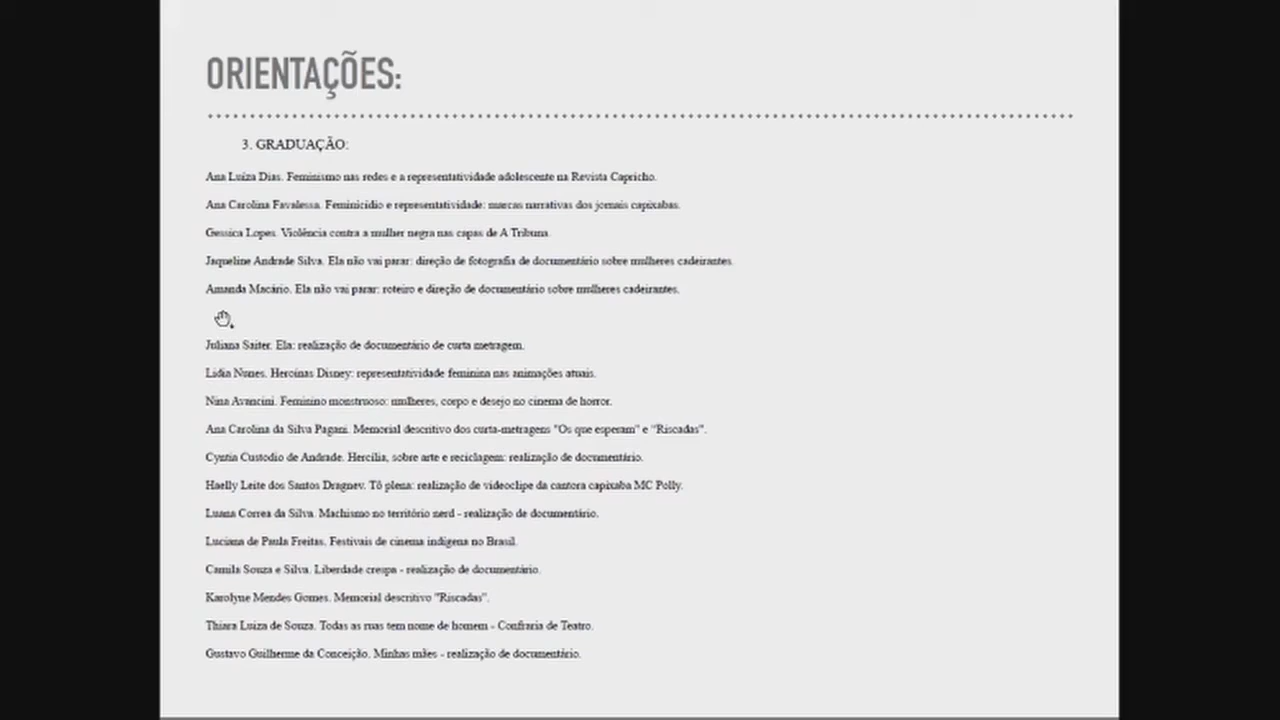 ORIENTAÇÕES:
3. GRADUAÇÃO:
Ana Luíza Dias. Feminismo nas redes e a representatividade adolescente na Revista Capricho.
Ana Carolina Favalessa. Feminicídio e representatividade: marcas narrativas dos jornais capixabas.
Gessica Lopes. Violência contra a mulher negra nas capas de A Tribuna.
Jaqueline Andrade Silva. Ela não vai parar: direção de fotografia de documentário sobre mulheres cadeirantes.
Amanda Macário. Ela não vai parar: roteiro e direção de documentário sobre mulheres cadeirantes.
Juliana Saiter. Ela: realização de documentário de curta metragem.
Lidia Nunes. Heroínas Disney: representatividade feminina nas animações atuais.
Nina Avancini. Feminino monstruoso: mulheres, corpo e desejo no cinema de horror.
Ana Carolina da Silva Pagani. Memorial descritivo dos curta-metragens "Os que esperam" e "Riscadas".
Cyntia Custodio de Andrade. Hercília, sobre arte e reciclagem: realização de documentário.
Haelly Leite dos Santos Dragnev. Tô plena: realização de videoclipe da cantora capixaba MC Polly.
Luana Correa da Silva. Machismo no território nerd - realização de documentário.
Luciana de Paula Freitas. Festivais de cinema indígena no Brasil.
Camila Souza e Silva. Liberdade crespa - realização de documentário.
Karolyne Mendes Gomes. Memorial descritivo "Riscadas".
Thiara Luiza de Souza. Todas as ruas tem nome de homem - Confraria de Teatro.
Gustavo Guilherme da Conceição. Minhas mães - realização de documentário.